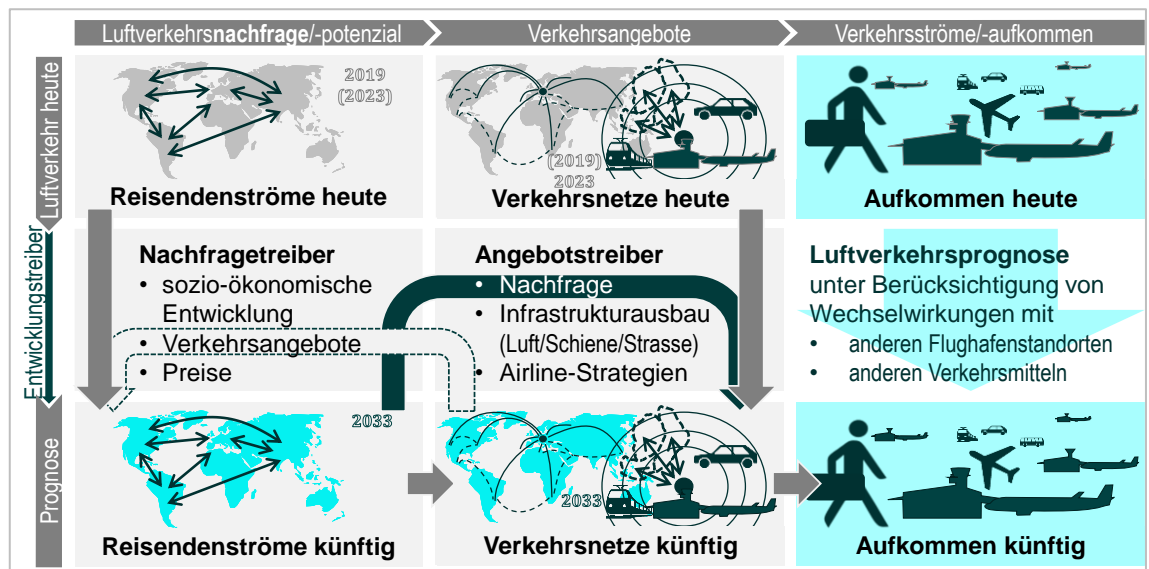 Luftverkehrsnachfrage/-potenzial
Verkehrsangebote
Verkehrsströme/-aufkommen
Luftverkehr heute
2019
(2023)
Reisendenströme heute
(2019)
2023
Verkehrsnetze heute
Aufkommen heute
Entwicklungstreiber
Nachfragetreiber
• sozio-ökonomische
Entwicklung
• Verkehrsangebote
• Preise
Angebotstreiber
• Nachfrage
• Infrastrukturausbau
(Luft/Schiene/Strasse)
• Airline-Strategien
Luftverkehrsprognose
unter Berücksichtigung von
Wechselwirkungen mit
• anderen Flughafenstandorten
• anderen Verkehrsmitteln
Prognose
2033
Reisendenströme künftig
2033
Verkehrsnetze künftig
Aufkommen künftig